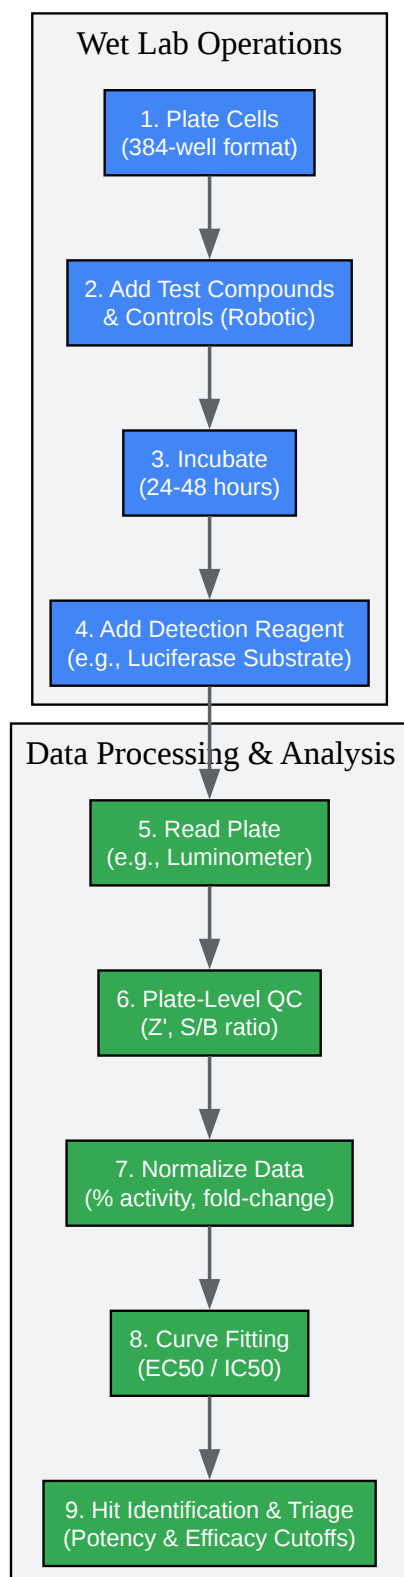 Wet Lab Operations
1. Plate Cells
(384-well format)
2. Add Test Compounds
& Controls (Robotic)
3. Incubate
(24-48 hours)
4. Add Detection Reagent
(e.g., Luciferase Substrate)
Data Processing & Analysis
5. Read Plate
(e.g., Luminometer)
6. Plate-Level QC
(Z', S/B ratio)
7. Normalize Data
(% activity, fold-change)
8. Curve Fitting
(EC50 / IC50)
9. Hit Identification & Triage
(Potency & Efficacy Cutoffs)